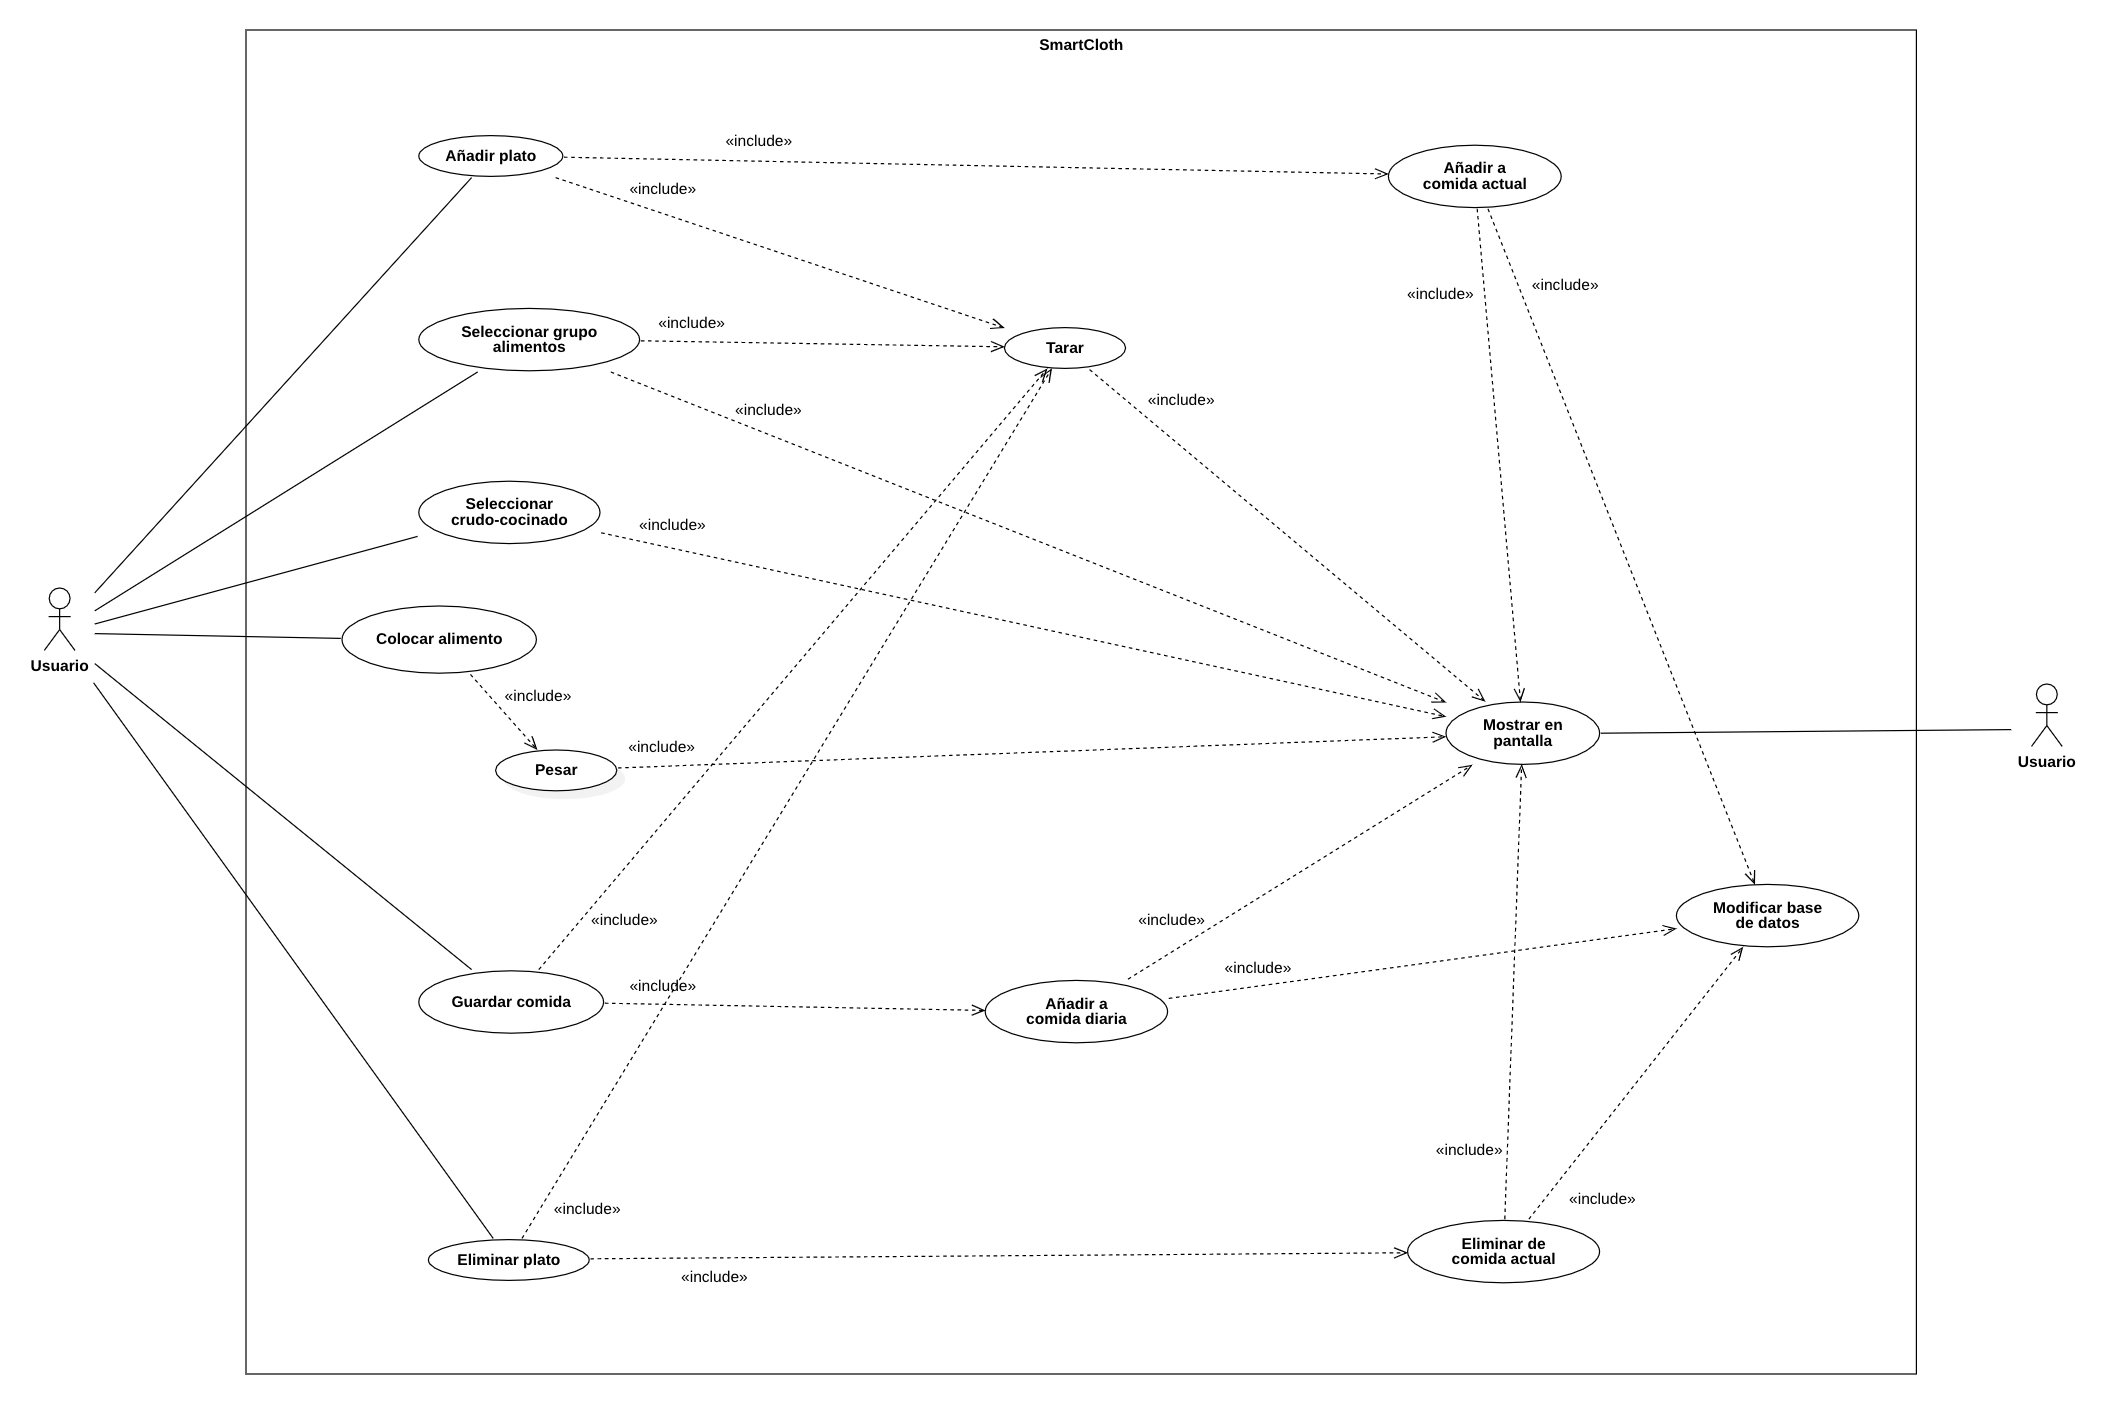 SmartCloth
«include»
Añadir plato
Añadir a
comida actual
«include»
«include»
«include»
Seleccionar grupo
alimentos
«include»
Tarar
«include»
«include»
Seleccionar
crudo-cocinado
«include»
Colocar alimento
Usuario
«include»
Mostrar en
pantalla
«include»
Usuario
Pesar
Modificar base
de datos
«include»
«include»
«include»
«include»
Guardar comida
Añadir a
comida diaria
«include»
«include»
«include»
Eliminar plato
Eliminar de
comida actual
«include»